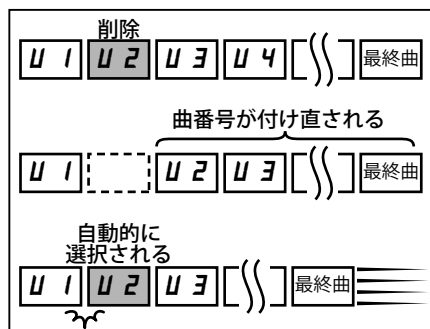 削除
U 1 U 2 U 3 U 4 最終曲
曲番号が付け直される
U 1 U 2 U 3 最終曲
自動的に
選択される
U 1 U 2 U 3 最終曲